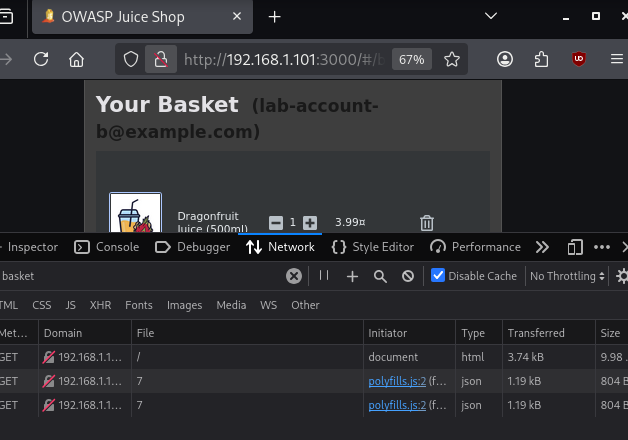 OWASP Juice Shop
http://192.168.1.101:3000/#/b
67%
Your Basket (lab-account-
b@example.com)
Dragonfruit
Juice (500ml)
1
3.99¤
Inspector Console Debugger Network Style Editor Performance
basket
Disable Cache No Throttling
TML CSS JS XHR Fonts Images Media WS Other
Met... Domain File Initiator Type Transferred Size
GET 192.168.1.1... / document html 3.74 kB 9.98 ...
GET 192.168.1.1... 7 polyfills.js:2 (f... json 1.19 kB 804 B
GET 192.168.1.1... 7 polyfills.js:2 (f... json 1.19 kB 804 B